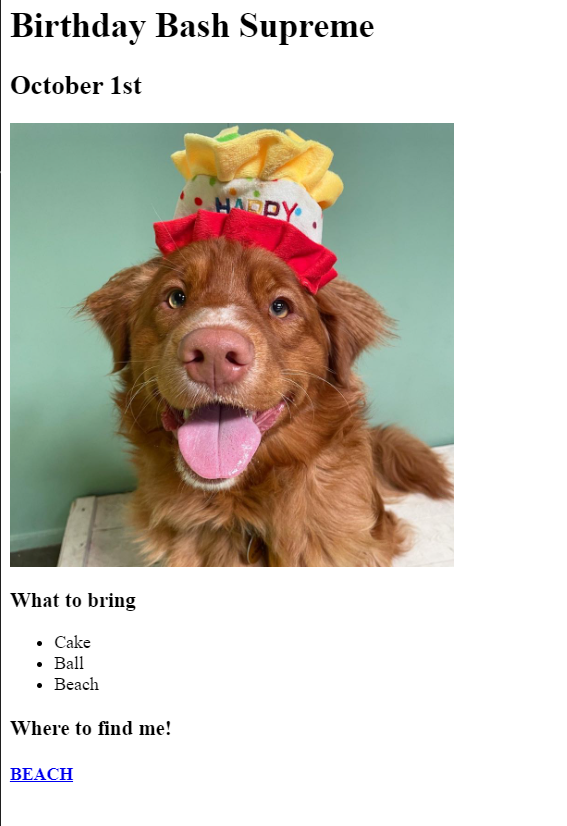 Birthday Bash Supreme
October 1st
HAPPY
What to bring
Cake
Ball
Beach
Where to find me!
BEACH